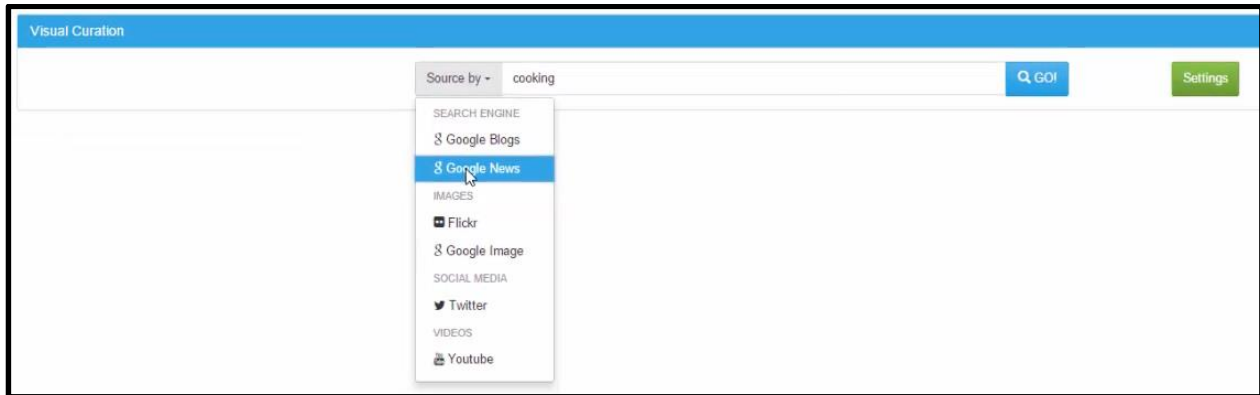 Visual Curation
Source by cooking GO! Settings
SEARCH ENGINE
Google Blogs
Google News
IMAGES
Flickr
Google Image
SOCIAL MEDIA
Twitter
VIDEOS
Youtube